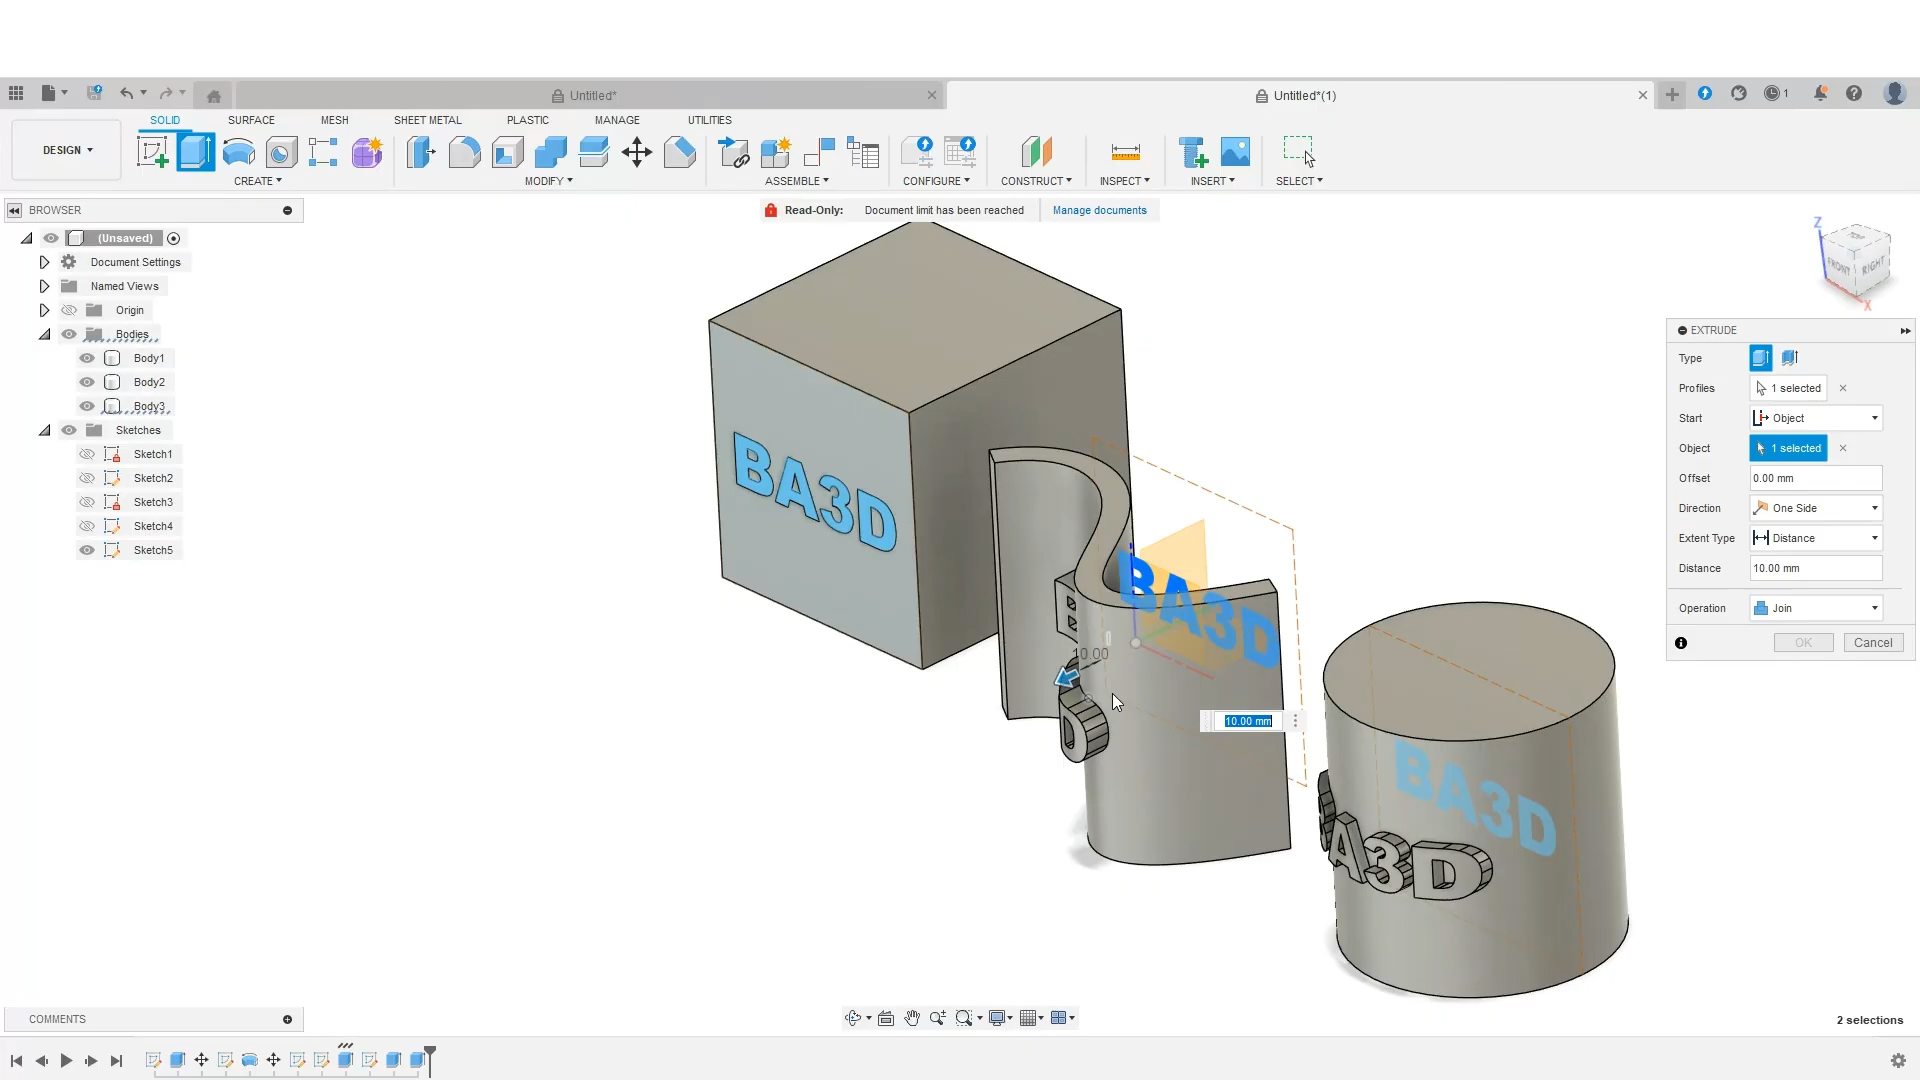 Untitled*
Untitled*(1)
1
SOLID
SURFACE
MESH
SHEET METAL
PLASTIC
MANAGE
UTILITIES
DESIGN
CREATE
MODIFY
ASSEMBLE
CONFIGURE
CONSTRUCT
INSPECT
INSERT
SELECT
BROWSER
Read-Only:
Document limit has been reached
Manage documents
(Unsaved)
Document Settings
Named Views
Origin
Bodies
Body1
Body2
Body3
Sketches
Sketch1
Sketch2
Sketch3
Sketch4
Sketch5
Z
FRONT
RIGHT
X
BA3D
BA3D
10.00
D
10.00 mm
BA3D
A3D
EXTRUDE
Type
Profiles
1 selected
Start
Object
Object
1 selected
Offset
0.00 mm
Direction
One Side
Extent Type
Distance
Distance
10.00 mm
Operation
Join
OK
Cancel
COMMENTS
2 selections